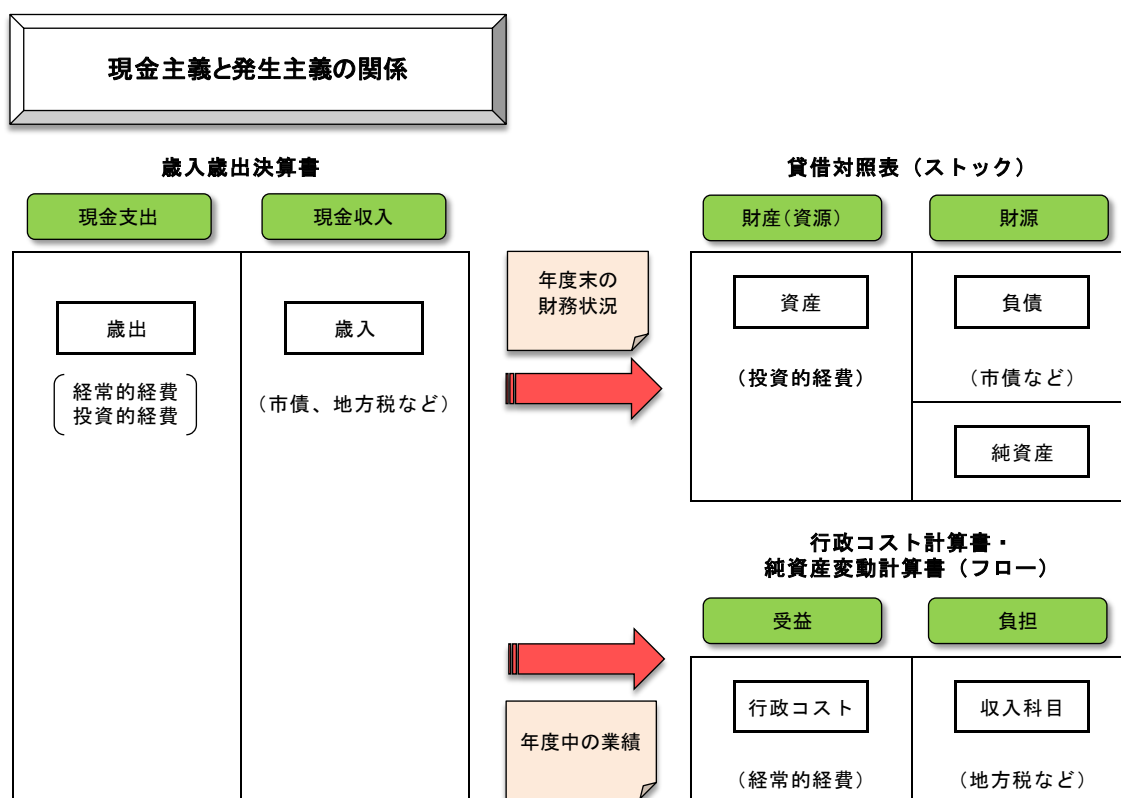 現金主義と発生主義の関係
歳入歳出決算書
現金支出
現金収入
歳出
歳入
経常的経費
投資的経費
（市債、地方税など）
年度末の
財務状況
貸借対照表（ストック）
財産（資源）
財源
資産
負債
（投資的経費）
（市債など）
純資産
行政コスト計算書・
純資産変動計算書（フロー）
受益
負担
年度中の業績
行政コスト
収入科目
（経常的経費）
（地方税など）